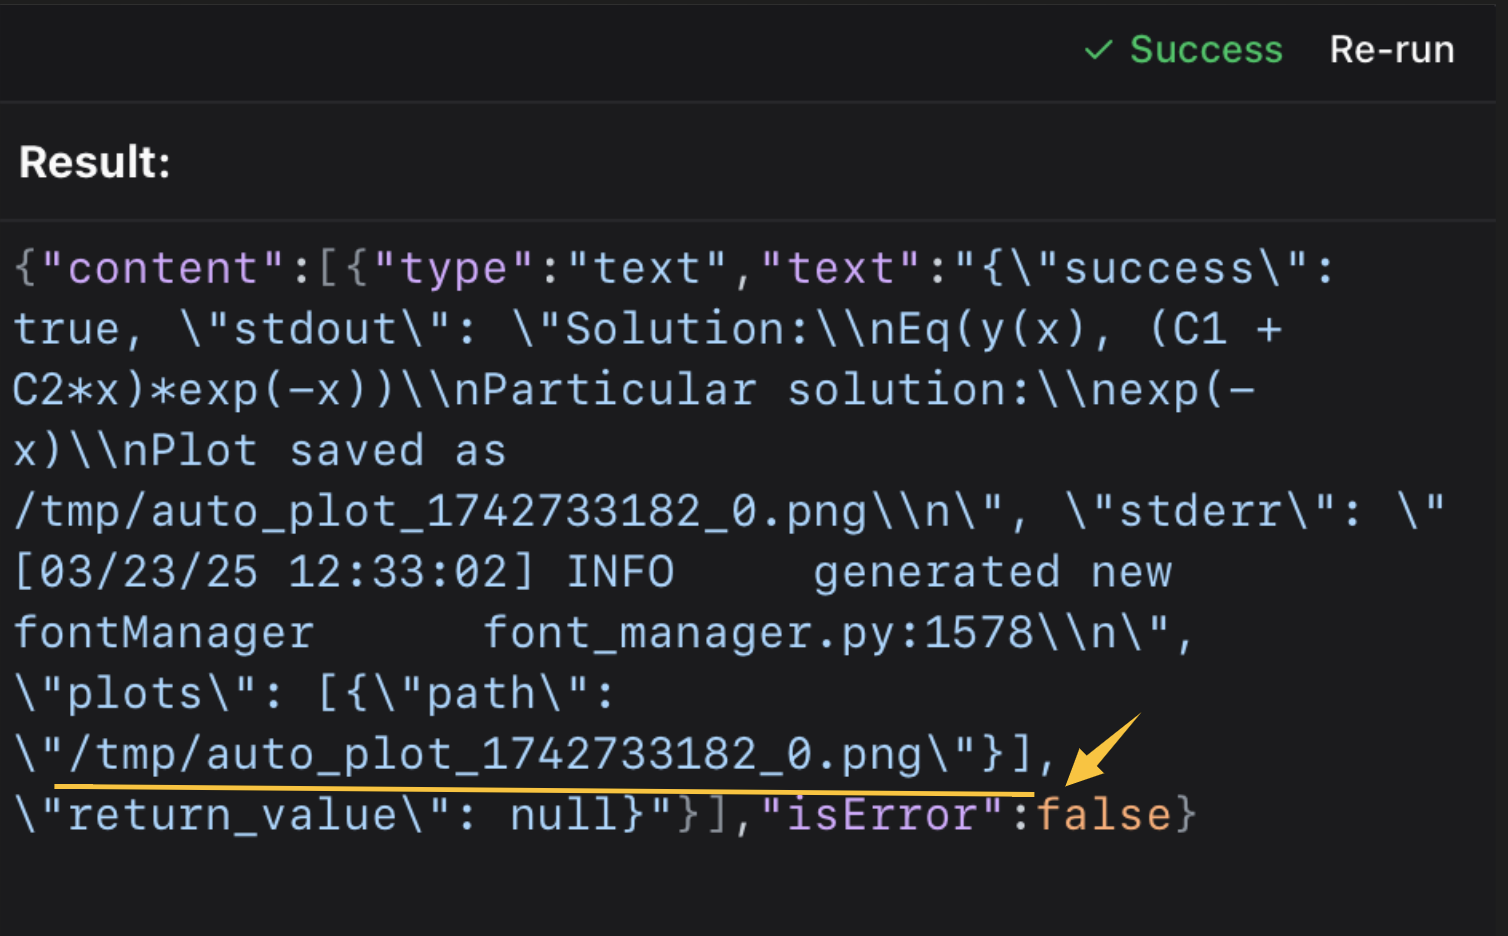 ✓ Success Re-run
Result:
{"content":[{"type":"text","text":"{\"success\":
true, \"stdout\": \"Solution:\\nEq(y(x), (C1 +
C2*x)*exp(-x))\\nParticular solution:\\nexp(-
x)\\nPlot saved as
/tmp/auto_plot_1742733182_0.png\\n\", \"stderr\": \"
[03/23/25 12:33:02] INFO     generated new
fontManager      font_manager.py:1578\\n\",
\"plots\": [{\"path\":
\"/tmp/auto_plot_1742733182_0.png\"}],
\"return_value\": null}"}],"isError":false}